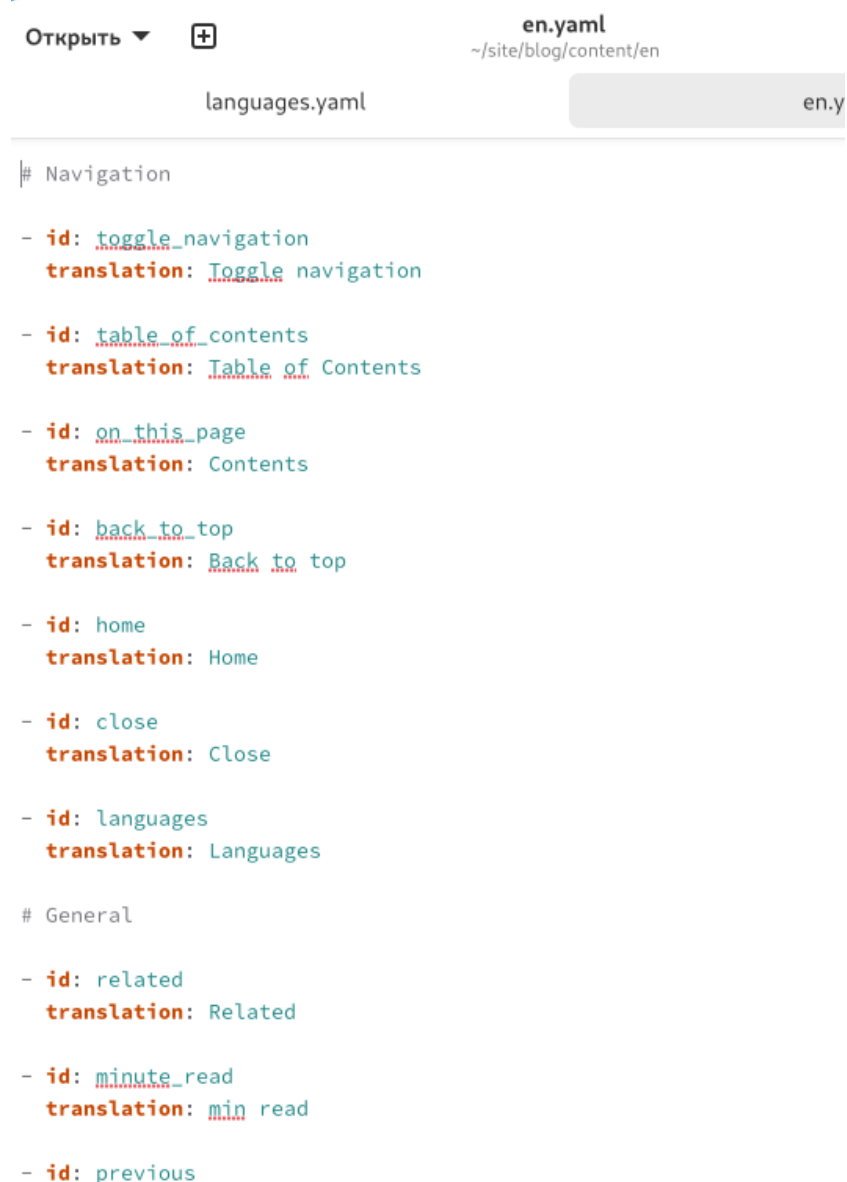 Открыть
en.yaml
~/site/blog/content/en
languages.yaml
en.y
# Navigation
- id: toggle_navigation
translation: Toggle navigation
- id: table_of_contents
translation: Table of Contents
- id: on_this_page
translation: Contents
- id: back_to_top
translation: Back to top
- id: home
translation: Home
- id: close
translation: Close
- id: languages
translation: Languages
# General
- id: related
translation: Related
- id: minute_read
translation: min read
- id: previous